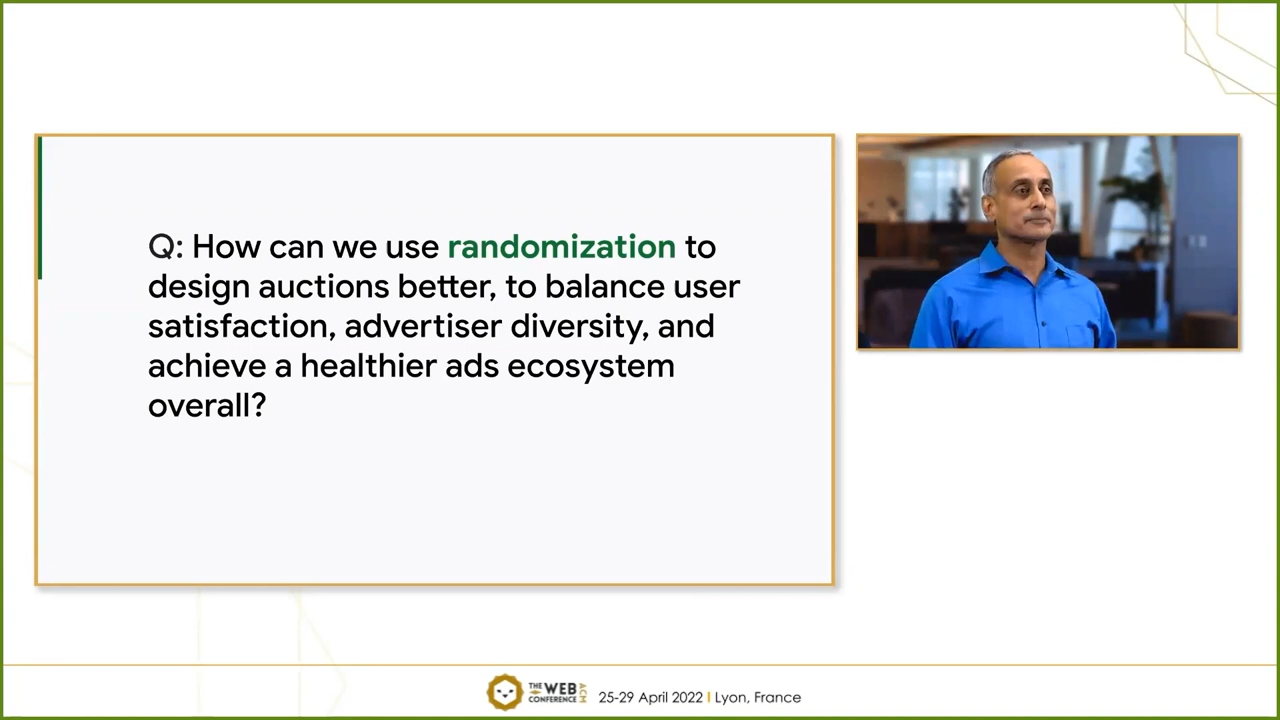 Q: How can we use randomization to
design auctions better, to balance user
satisfaction, advertiser diversity, and
achieve a healthier ads ecosystem
overall?
THE WEB CONFERENCE ACM
25-29 April 2022 | Lyon, France